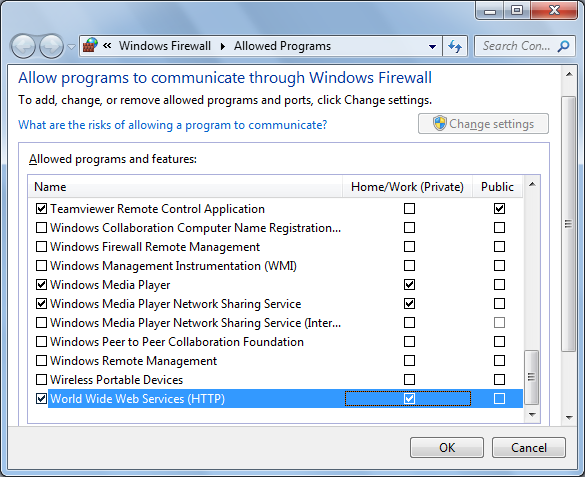 « Windows Firewall Allowed Programs Search Con...
Allow programs to communicate through Windows Firewall
To add, change, or remove allowed programs and ports, click Change settings.
What are the risks of allowing a program to communicate? Change settings
Allowed programs and features:
Name Home/Work (Private) Public
Teamviewer Remote Control Application
Windows Collaboration Computer Name Registration...
Windows Firewall Remote Management
Windows Management Instrumentation (WMI)
Windows Media Player
Windows Media Player Network Sharing Service
Windows Media Player Network Sharing Service (Inter...
Windows Peer to Peer Collaboration Foundation
Windows Remote Management
Wireless Portable Devices
World Wide Web Services (HTTP)
OK Cancel